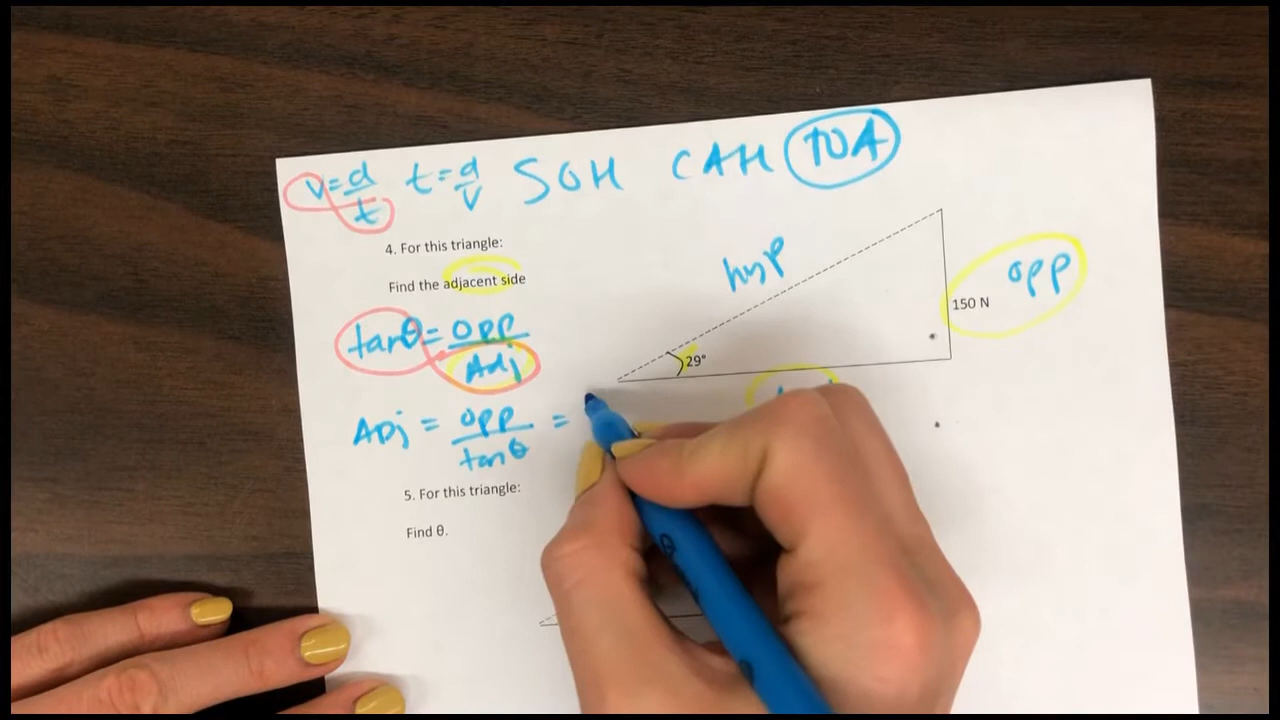 v = d/t t = d/v SOH CAH TOA
4. For this triangle:
Find the adjacent side
hyp
opp
150 N
29°
tanθ = opp/Adj
ADj = opp/tanθ =
5. For this triangle:
Find θ.